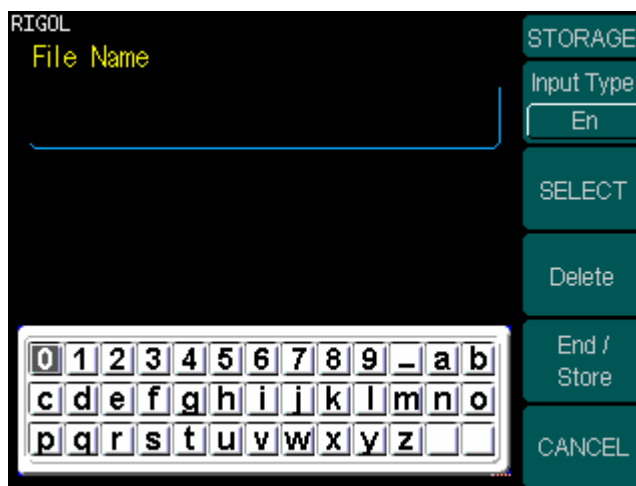 RIGOL
File Name
STORAGE
Input Type
En
SELECT
Delete
End /
Store
CANCEL
0 1 2 3 4 5 6 7 8 9 _ a b
c d e f g h i j k l m n o
p q r s t u v w x y z